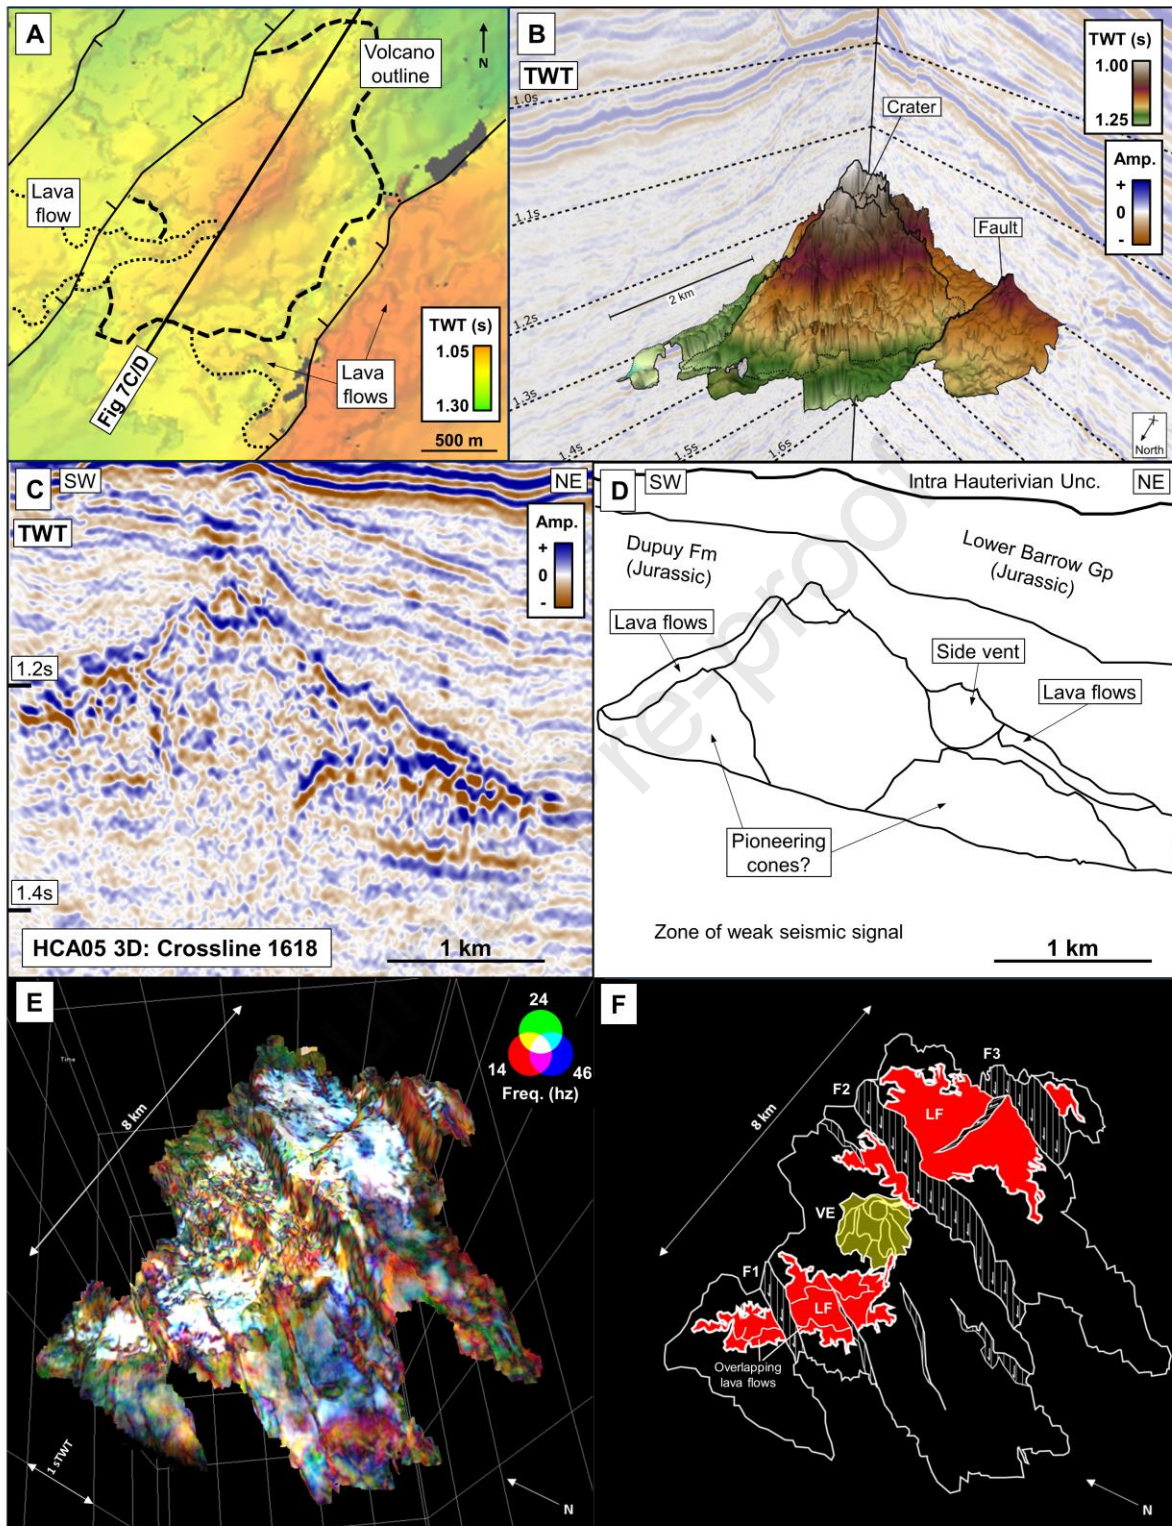 A
N
Volcano
outline
Lava
flow
Fig 7C/D
Lava
flows
TWT (s)
1.05
1.30
500 m
B
TWT
TWT (s)
1.00
1.25
Amp.
+
0
-
Crater
Fault
1.0s
1.1s
1.2s
1.3s
1.4s
1.5s
1.6s
2 km
North
C
SW
NE
TWT
Amp.
+
0
-
1.2s
1.4s
HCA05 3D: Crossline 1618
1 km
D
SW
Intra Hauterivian Unc.
NE
Dupuy Fm
(Jurassic)
Lower Barrow Gp
(Jurassic)
Lava flows
Side vent
Lava flows
Pioneering
cones?
Zone of weak seismic signal
1 km
re-proof
E
Time
8 km
24
14
46
Freq. (hz)
1 sTWT
N
F
8 km
F3
F2
LF
VE
F1
LF
Overlapping
lava flows
N